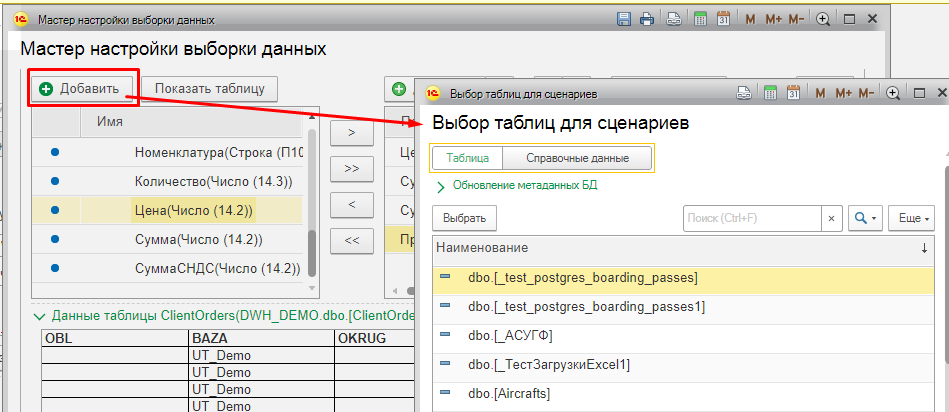 Мастер настройки выборки данных
M M+ M-
Мастер настройки выборки данных
Добавить
Показать таблицу
Имя
Номенклатура(Строка (П10
Количество(Число (14.3))
Цена(Число (14.2))
Сумма(Число (14.2))
СуммаСНДС(Число (14.2))
>
>>
<
<<
П
Це
Су
Су
Пр
Данные таблицы ClientOrders(DWH_DEMO.dbo.[ClientOrde
OBL BAZA OKRUG
UT_Demo
UT_Demo
UT_Demo
UT_Demo
Выбор таблиц для сценариев
M M+ M-
Выбор таблиц для сценариев
Таблица Справочные данные
Обновление метаданных БД
Выбрать
Поиск (Ctrl+F)
×
Еще
Наименование ↓
dbo.[_test_postgres_boarding_passes]
dbo.[_test_postgres_boarding_passes1]
dbo.[_АСУГФ]
dbo.[_ТестЗагрузкиExcel1]
dbo.[Aircrafts]